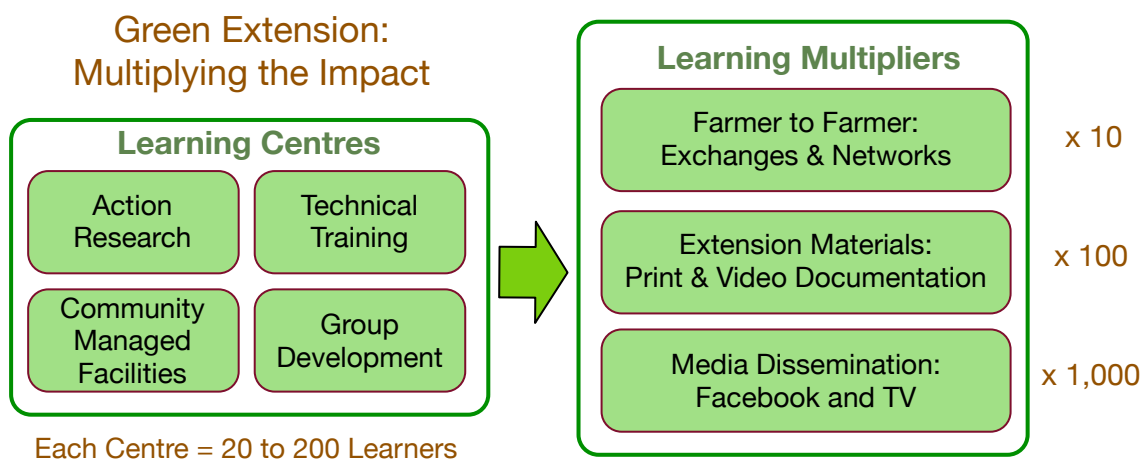 Green Extension:
Multiplying the Impact
Learning Centres
Action
Research
Technical
Training
Community
Managed
Facilities
Group
Development
Each Centre = 20 to 200 Learners
Learning Multipliers
Farmer to Farmer:
Exchanges & Networks
x 10
Extension Materials:
Print & Video Documentation
x 100
Media Dissemination:
Facebook and TV
x 1,000